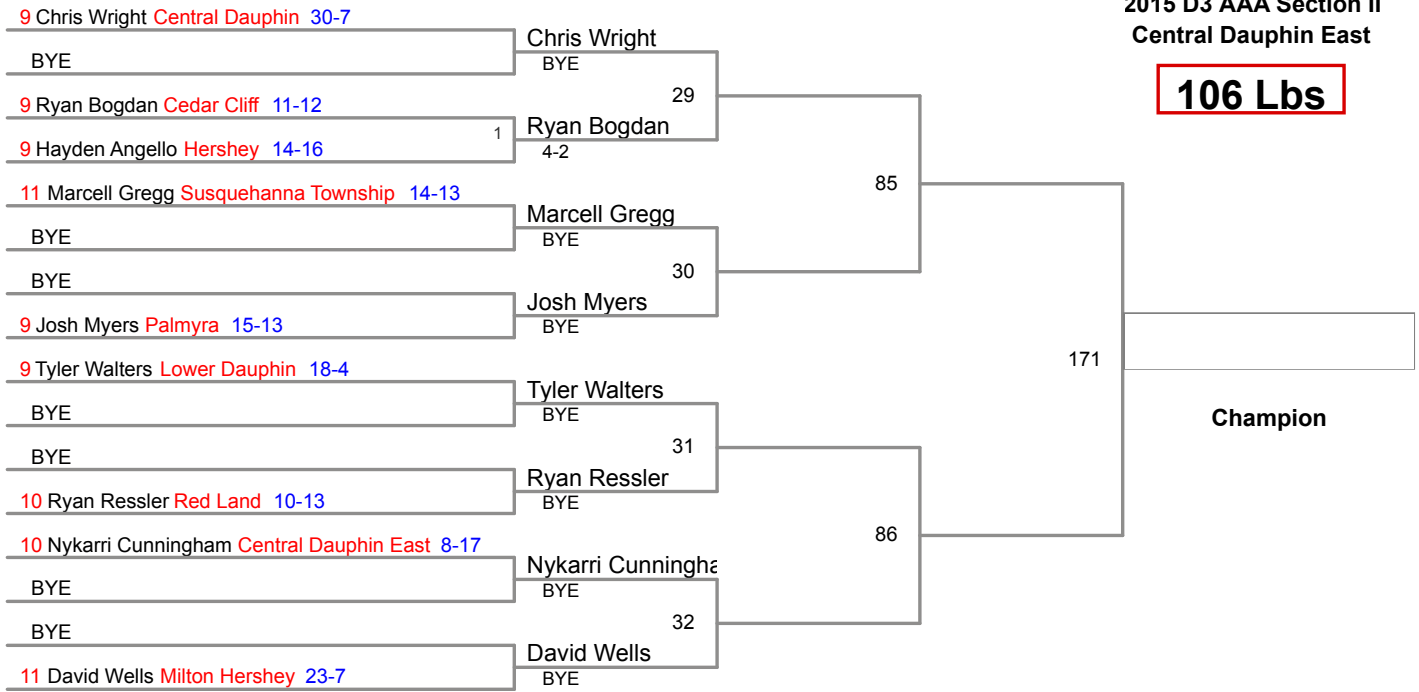 2015 D3 AAA Section II
Central Dauphin East
106 Lbs
9 Chris Wright Central Dauphin 30-7
BYE
9 Ryan Bogdan Cedar Cliff 11-12
9 Hayden Angello Hershey 14-16
11 Marcell Gregg Susquehanna Township 14-13
BYE
BYE
9 Josh Myers Palmyra 15-13
9 Tyler Walters Lower Dauphin 18-4
BYE
BYE
10 Ryan Ressler Red Land 10-13
10 Nykarri Cunningham Central Dauphin East 8-17
BYE
BYE
11 David Wells Milton Hershey 23-7
1
Chris Wright
BYE
Ryan Bogdan
4-2
Marcell Gregg
BYE
Josh Myers
BYE
Tyler Walters
BYE
Ryan Ressler
BYE
Nykarri Cunningha
BYE
David Wells
BYE
29
30
31
32
85
86
171
Champion